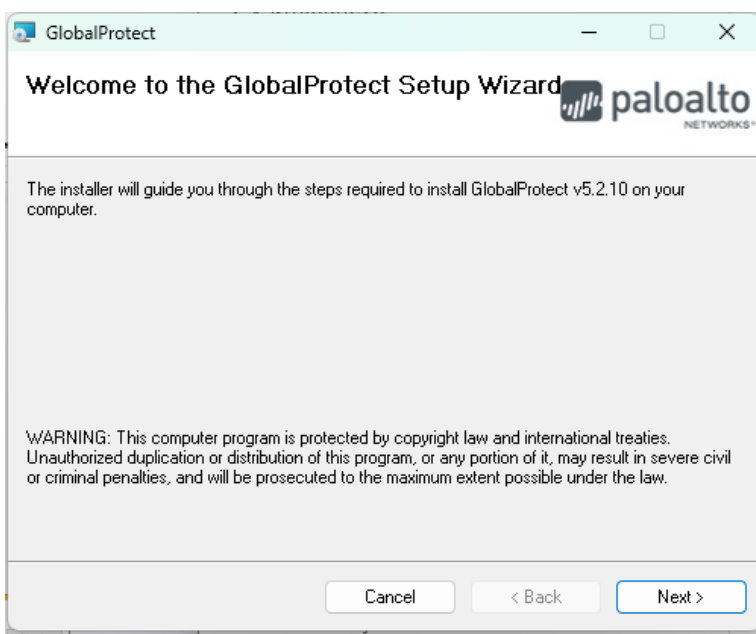 GlobalProtect
Welcome to the GlobalProtect Setup Wizard
paloalto
NETWORKS®
The installer will guide you through the steps required to install GlobalProtect v5.2.10 on your
computer.
WARNING: This computer program is protected by copyright law and international treaties.
Unauthorized duplication or distribution of this program, or any portion of it, may result in severe civil
or criminal penalties, and will be prosecuted to the maximum extent possible under the law.
Cancel < Back Next >